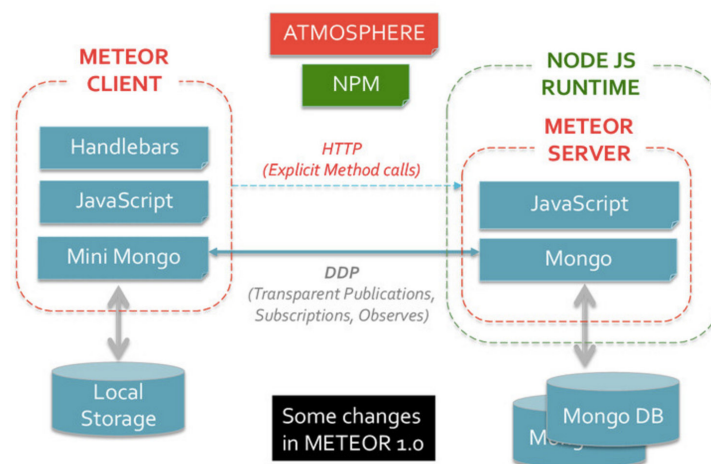 ATMOSPHERE
NPM
METEOR
CLIENT
Handlebars
JavaScript
Mini Mongo
Local
Storage
HTTP
(Explicit Method calls)
DDP
(Transparent Publications,
Subscriptions, Observes)
NODE JS
RUNTIME
METEOR
SERVER
JavaScript
Mongo
Mongo DB
Some changes
in METEOR 1.0